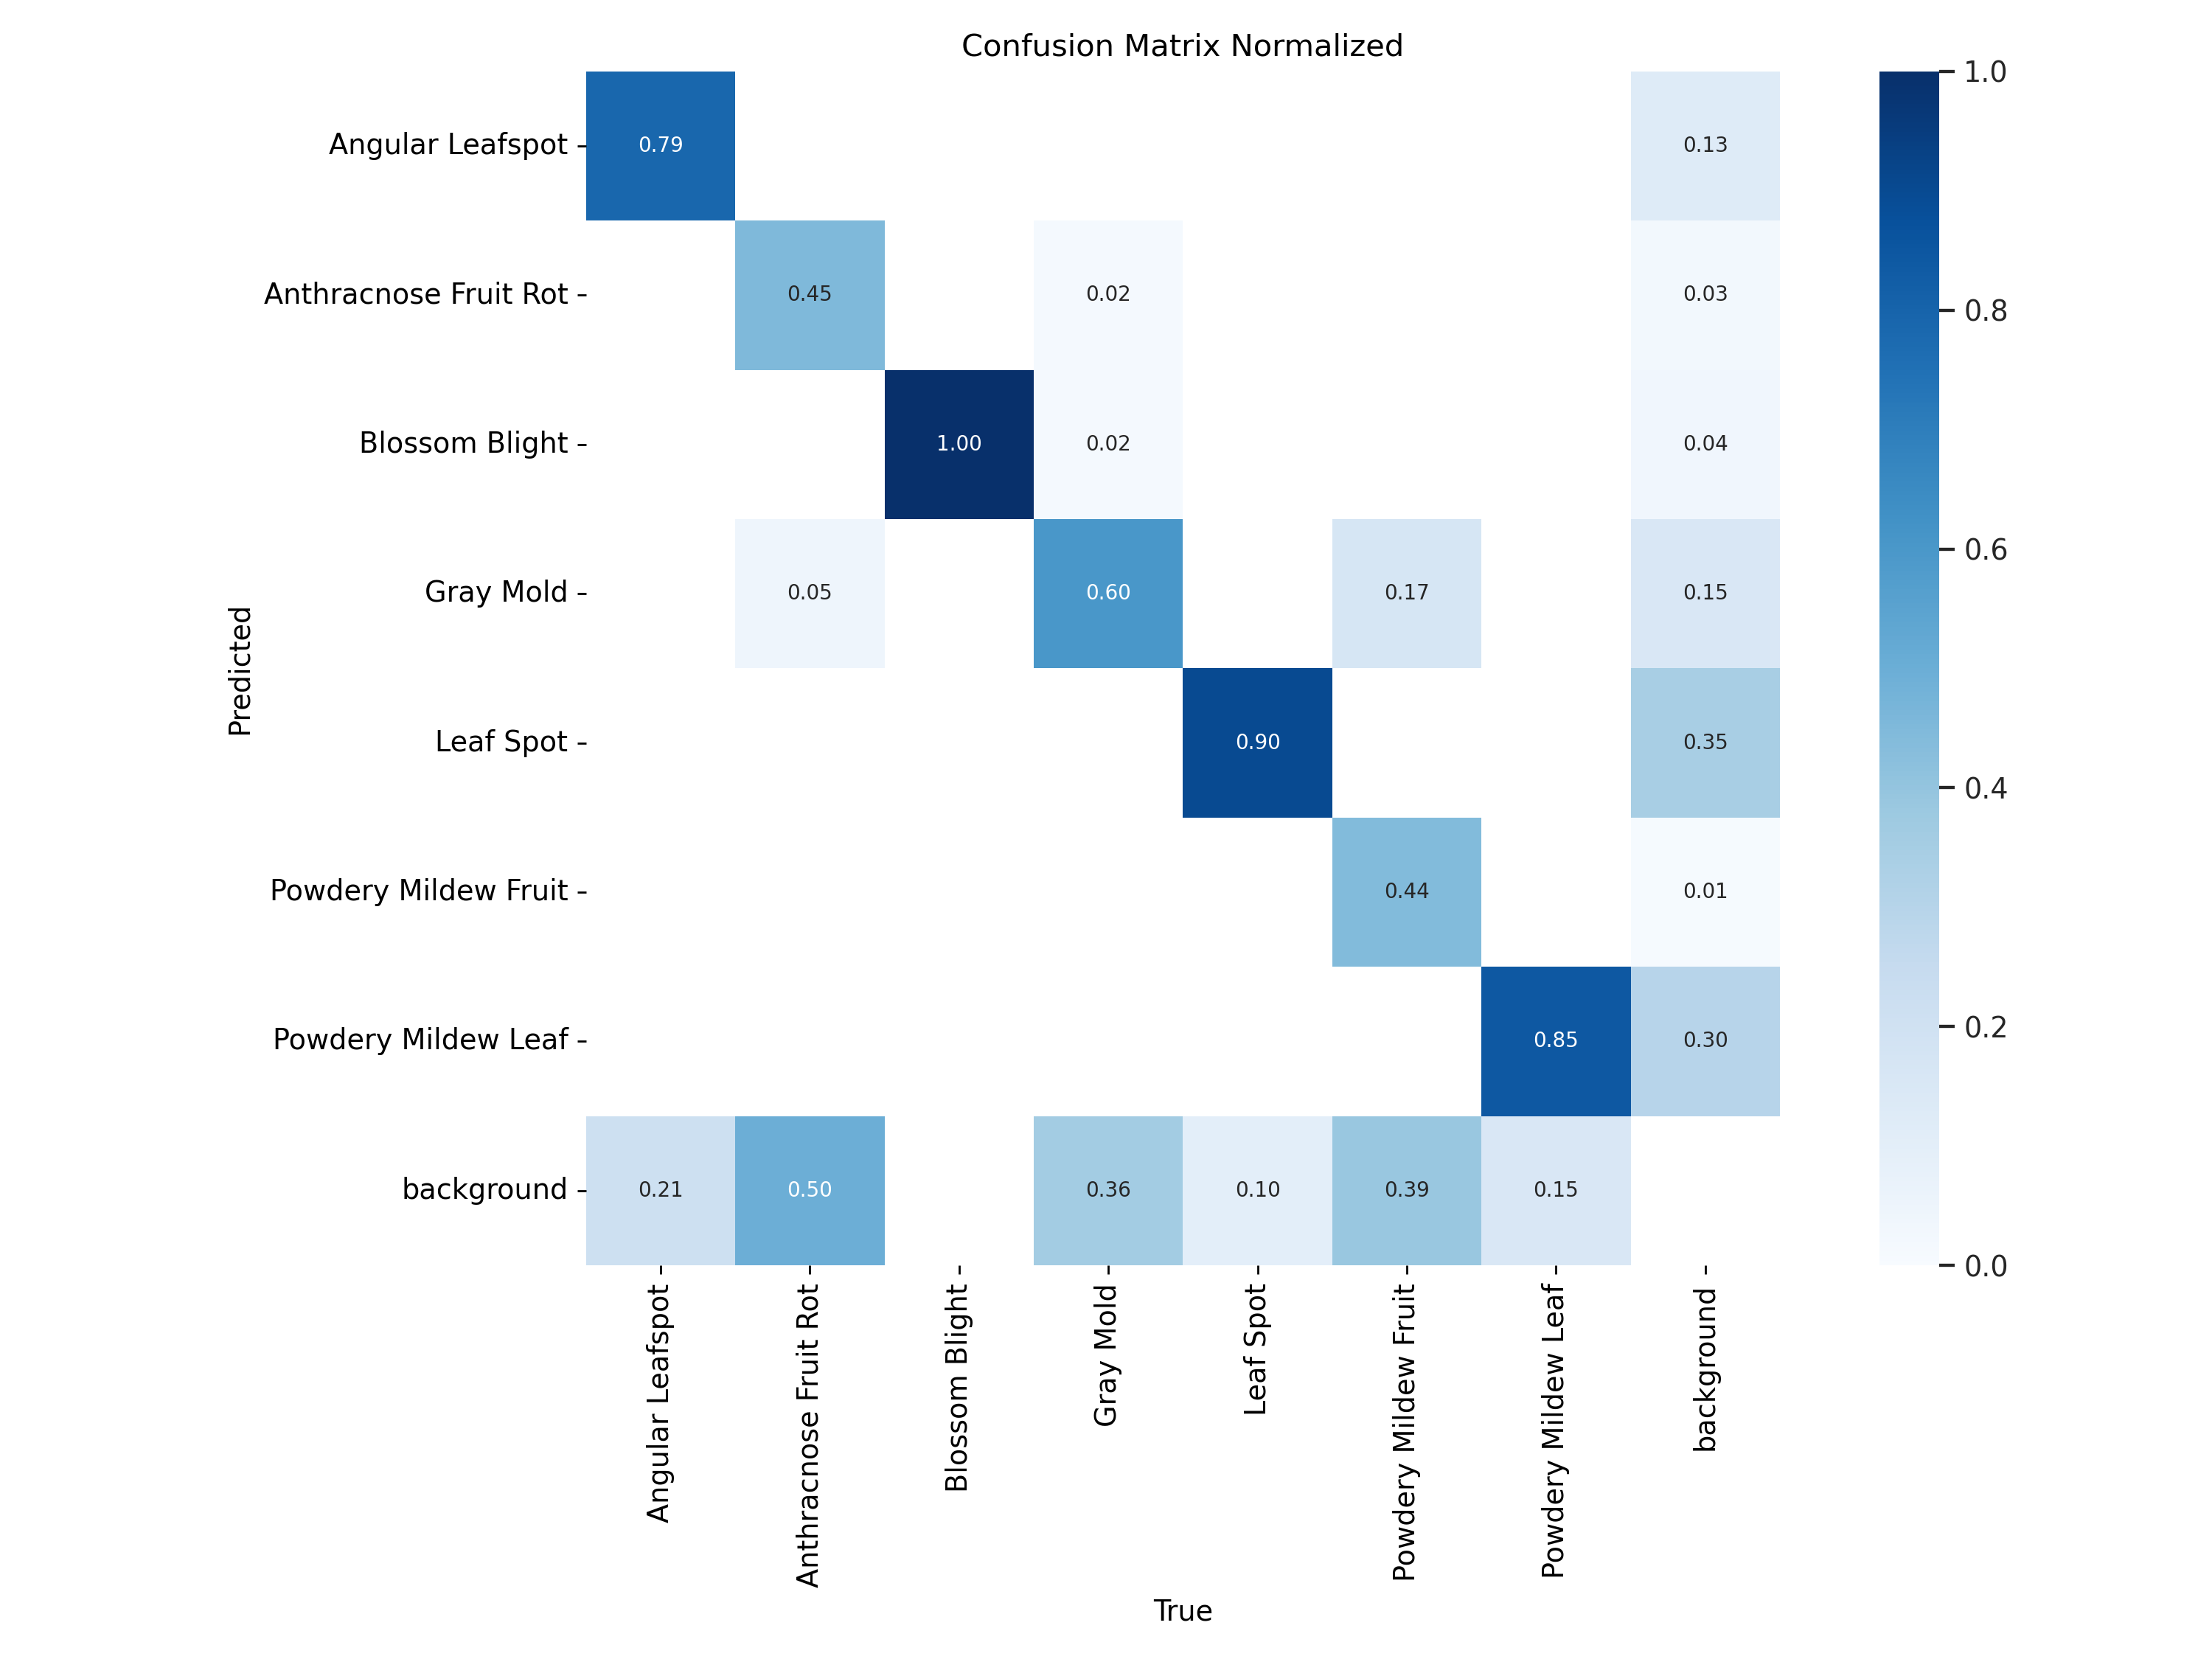 Confusion Matrix Normalized
Predicted
Angular Leafspot
0.79
0.13
Anthracnose Fruit Rot
0.45
0.02
0.03
Blossom Blight
1.00
0.02
0.04
Gray Mold
0.05
0.60
0.17
0.15
Leaf Spot
0.90
0.35
Powdery Mildew Fruit
0.44
0.01
Powdery Mildew Leaf
0.85
0.30
background
0.21
0.50
0.36
0.10
0.39
0.15
Angular Leafspot
Anthracnose Fruit Rot
Blossom Blight
Gray Mold
Leaf Spot
Powdery Mildew Fruit
Powdery Mildew Leaf
background
True
1.0
0.8
0.6
0.4
0.2
0.0